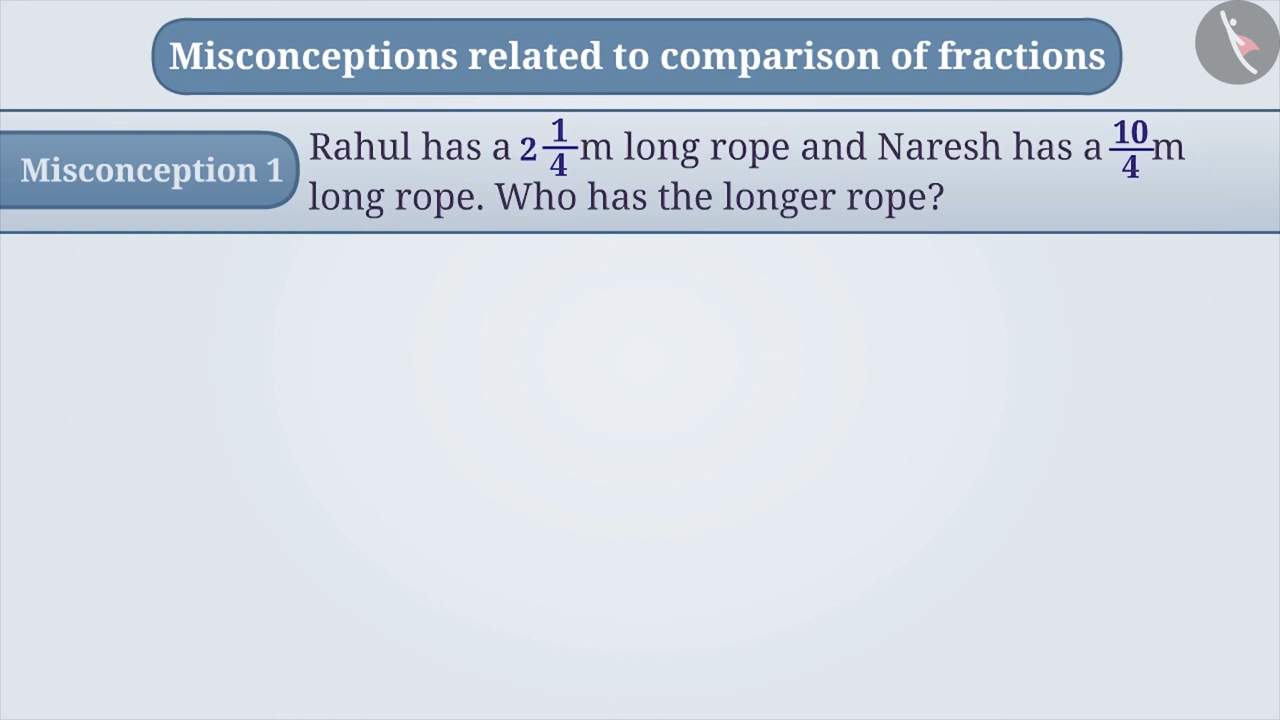 Misconceptions related to comparison of fractions
Misconception 1
Rahul has a 2 1/4 m long rope and Naresh has a 10/4 m
long rope. Who has the longer rope?